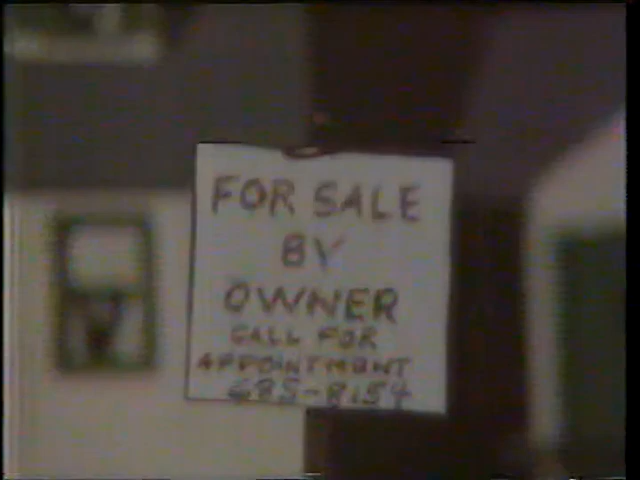 FOR SALE
BY
OWNER
CALL FOR
APPOINTMENT
685-8154